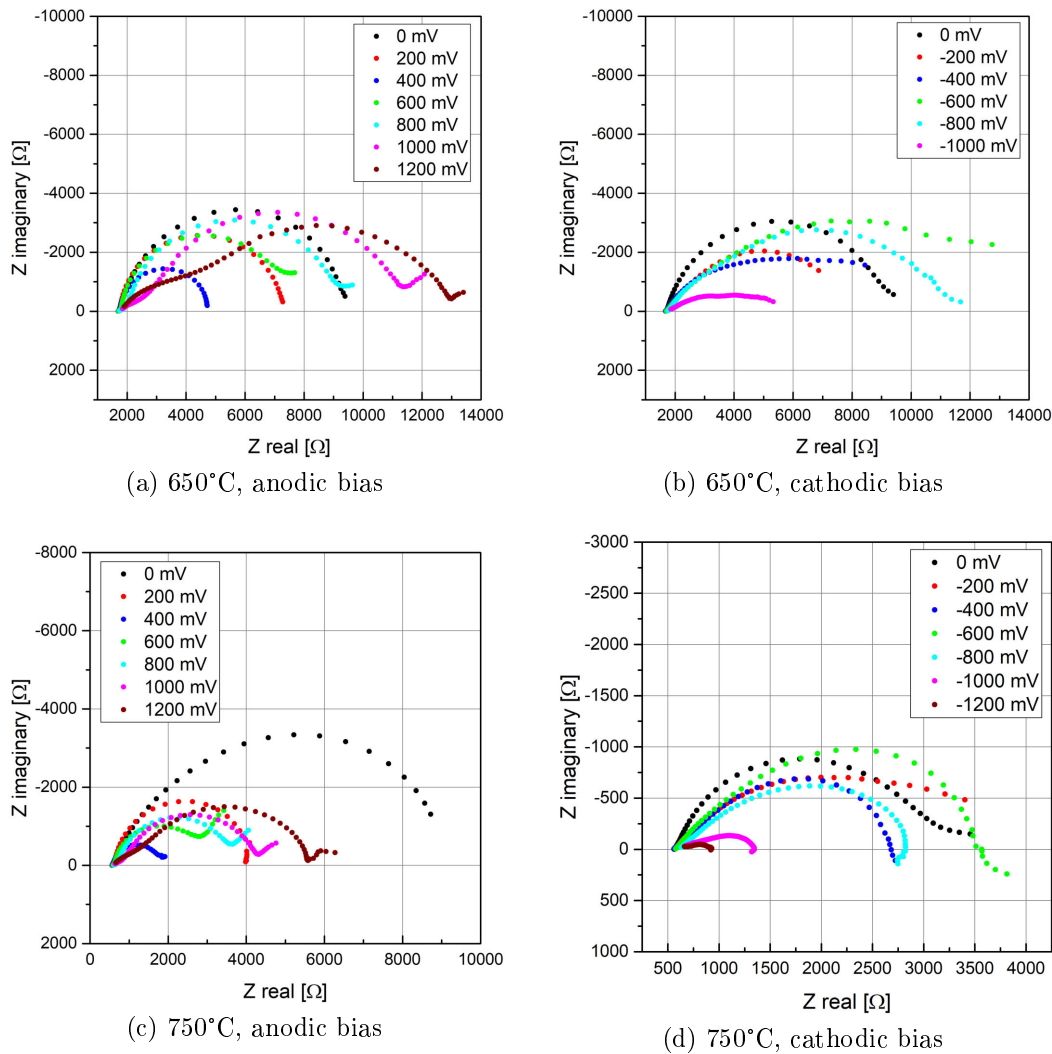 -10000
-8000
-6000
-4000
-2000
0
2000
Z imaginary [Ω]
0 mV
200 mV
400 mV
600 mV
800 mV
1000 mV
1200 mV
2000 4000 6000 8000 10000 12000 14000
Z real [Ω]
(a) 650°C, anodic bias
-10000
-8000
-6000
-4000
-2000
0
2000
Z imaginary [Ω]
0 mV
-200 mV
-400 mV
-600 mV
-800 mV
-1000 mV
2000 4000 6000 8000 10000 12000 14000
Z real [Ω]
(b) 650°C, cathodic bias
-8000
-6000
-4000
-2000
0
2000
Z imaginary [Ω]
0 mV
200 mV
400 mV
600 mV
800 mV
1000 mV
1200 mV
0 2000 4000 6000 8000 10000
Z real [Ω]
(c) 750°C, anodic bias
-3000
-2500
-2000
-1500
-1000
-500
0
500
1000
Z imaginary [Ω]
0 mV
-200 mV
-400 mV
-600 mV
-800 mV
-1000 mV
-1200 mV
500 1000 1500 2000 2500 3000 3500 4000
Z real [Ω]
(d) 750°C, cathodic bias